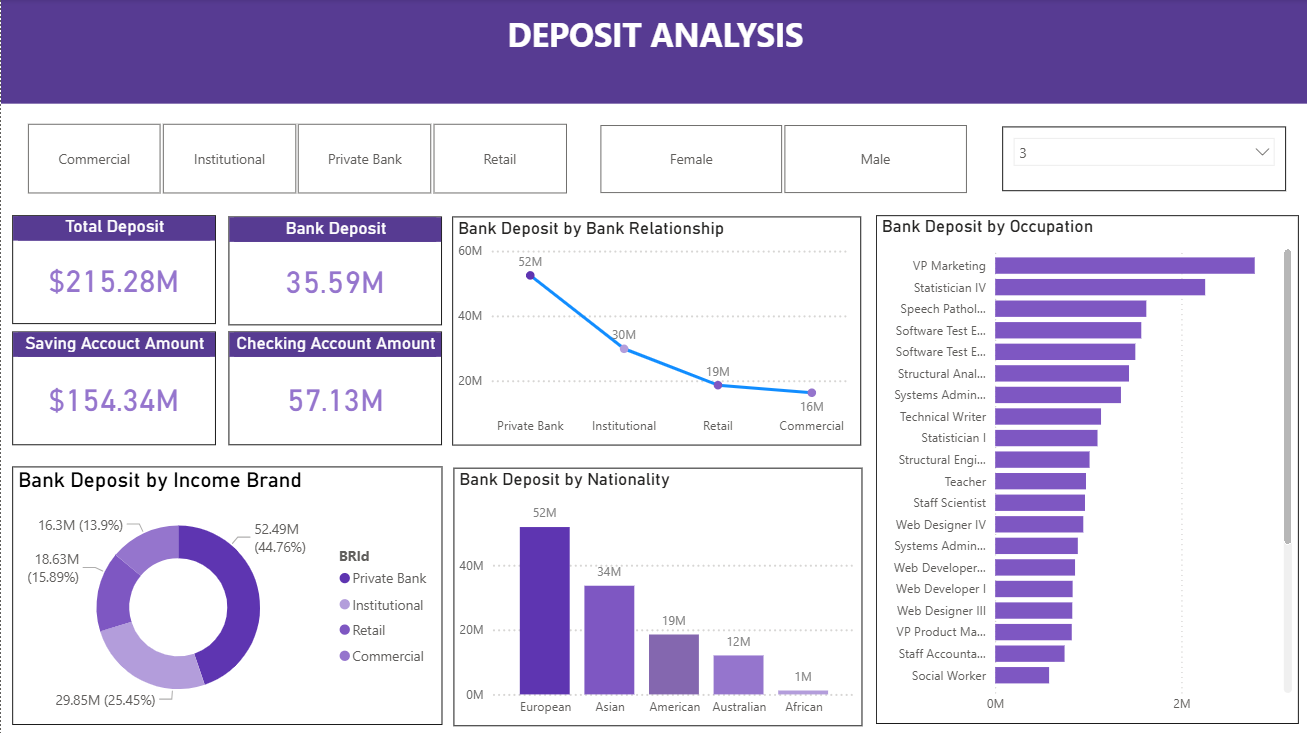 DEPOSIT ANALYSIS
Commercial
Institutional
Private Bank
Retail
Female
Male
3
Total Deposit
$215.28M
Bank Deposit
35.59M
Saving Accouct Amount
$154.34M
Checking Account Amount
57.13M
Bank Deposit by Bank Relationship
60M
40M
20M
52M
30M
19M
16M
Private Bank
Institutional
Retail
Commercial
Bank Deposit by Occupation
VP Marketing
Statistician IV
Speech Pathol...
Software Test E...
Software Test E...
Structural Anal...
Systems Admin...
Technical Writer
Statistician I
Structural Engi...
Teacher
Staff Scientist
Web Designer IV
Systems Admin...
Web Developer...
Web Developer I
Web Designer III
VP Product Ma...
Staff Accounta...
Social Worker
0M
2M
Bank Deposit by Income Brand
16.3M (13.9%)
18.63M
(15.89%)
52.49M
(44.76%)
29.85M (25.45%)
BRId
Private Bank
Institutional
Retail
Commercial
Bank Deposit by Nationality
40M
20M
0M
52M
34M
19M
12M
1M
European
Asian
American
Australian
African